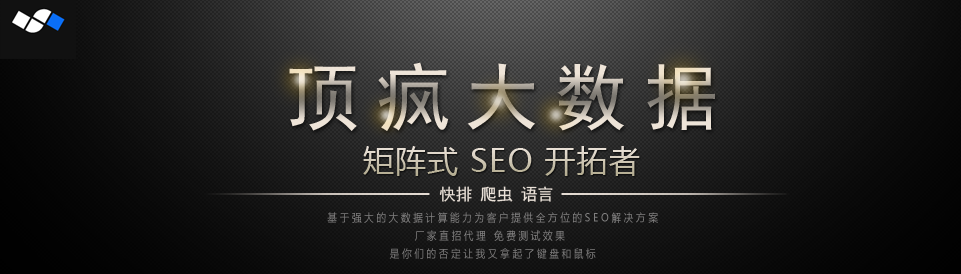 顶疯大数据
矩阵式 SEO 开拓者
快排 爬虫 语言
基于强大的大数据计算能力为客户提供全方位的SEO解决方案
厂家直招代理 免费测试效果
是你们的否定让我又拿起了键盘和鼠标